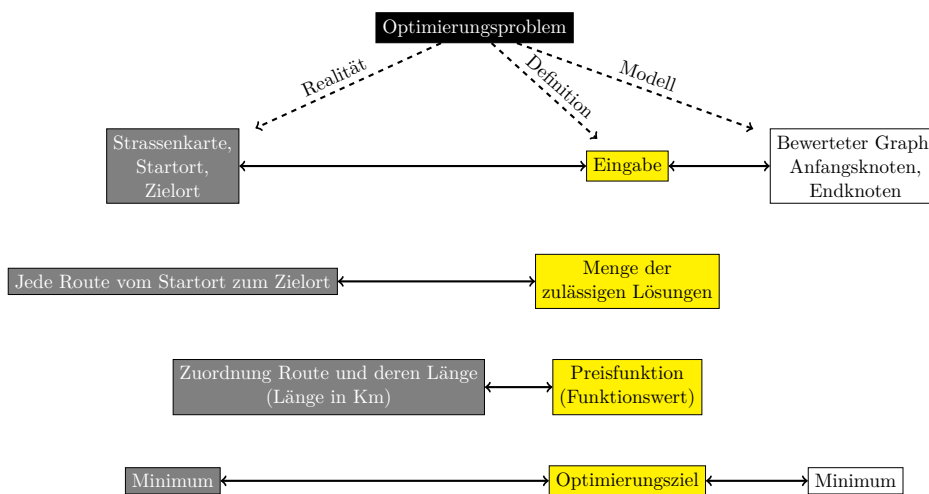 Optimierungsproblem
Realität
Definition
Modell
Strassenkarte,
Startort,
Zielort
Eingabe
Bewerteter Graph,
Anfangsknoten,
Endknoten
Jede Route vom Startort zum Zielort
Menge der
zulässigen Lösungen
Zuordnung Route und deren Länge
(Länge in Km)
Preisfunktion
(Funktionswert)
Minimum
Optimierungsziel
Minimum